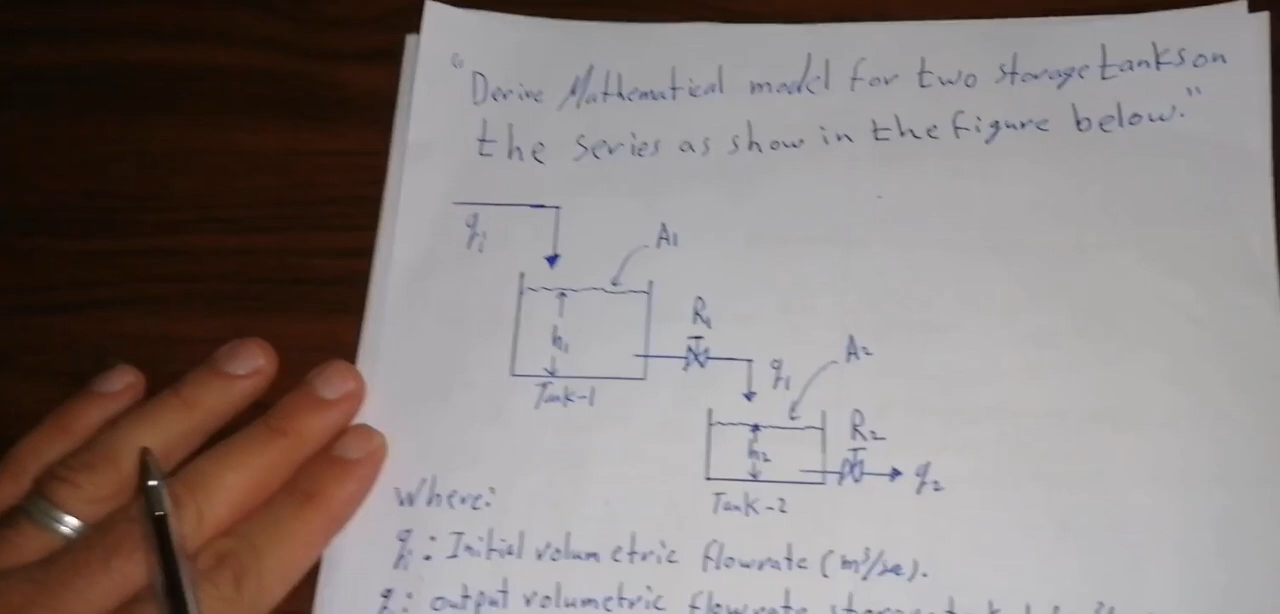 "Derive Mathematical model for two storage tanks on
the series as show in the figure below."
qi
A1
h1
R1
Tank-1
q1
A2
h2
R2
q2
Tank-2
Where:
qi: Initial volumetric flowrate (m³/se).
q: output volumetric flowrate